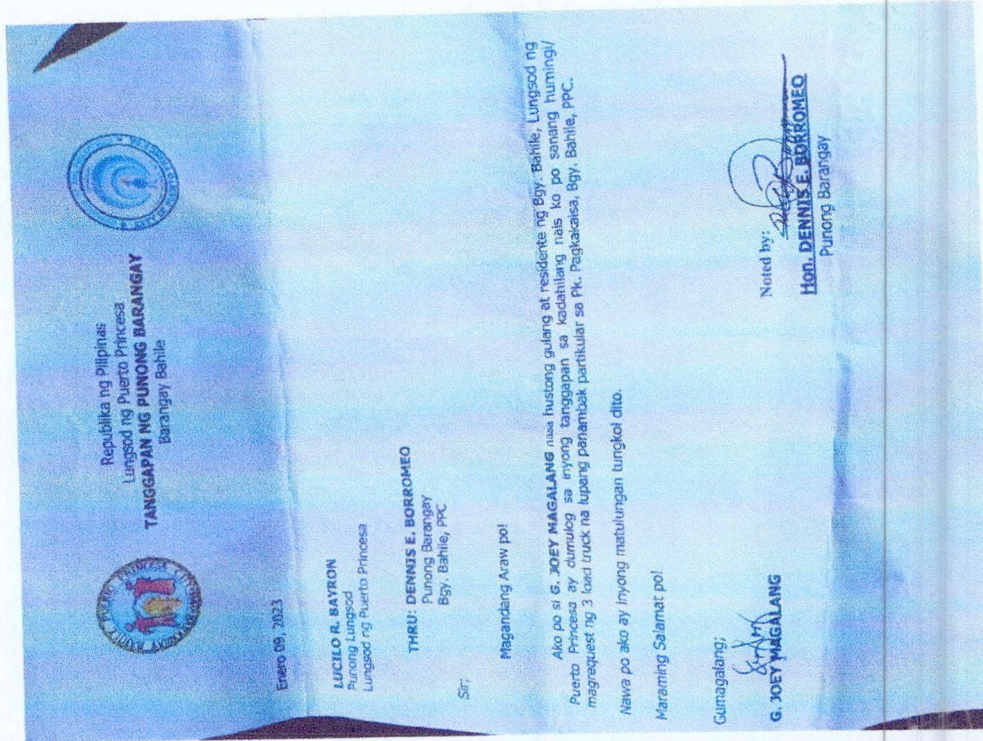 Republika ng Pilipinas
Lungsod ng Puerto Princesa
TANGGAPAN NG PUNONG BARANGAY
Barangay Bahile
Enero 09, 2023
LUCILO R. BAYRON
Punong Lungsod
Lungsod ng Puerto Princesa
THRU: DENNIS E. BORROMEO
Punong Barangay
Bgy. Bahile, PPC
Sir;
Magandang Araw po!
Ako po si G. JOEY MAGALANG nasa hustong gulang at residente ng Bgy. Bahile, Lungsod ng
Puerto Princesa ay dumulog sa inyong tanggapan sa kadahilang nais ko po sanang humingi/
magrequest ng 3 load truck na lupang panambak partikular sa Pk. Pagkakaisa, Bgy. Bahile, PPC.
Nawa po ako ay inyong matulungan tungkol dito.
Maraming Salamat po!
Gumagalang;
G. JOEY MAGALANG
Noted by:
Hon. DENNIS E. BORROMEO
Punong Barangay